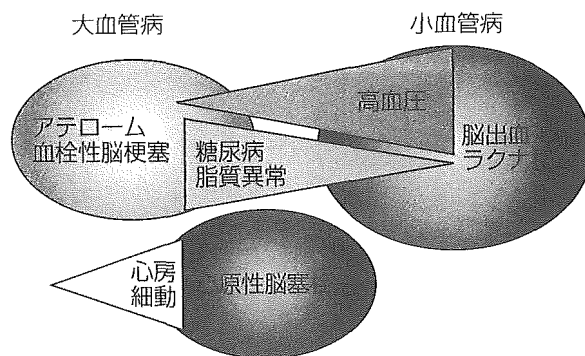 大血管病
小血管病
高血圧
アテローム
血栓性脳梗塞
糖尿病
脂質異常
脳出血
ラクナ
心房
細動
原性脳塞